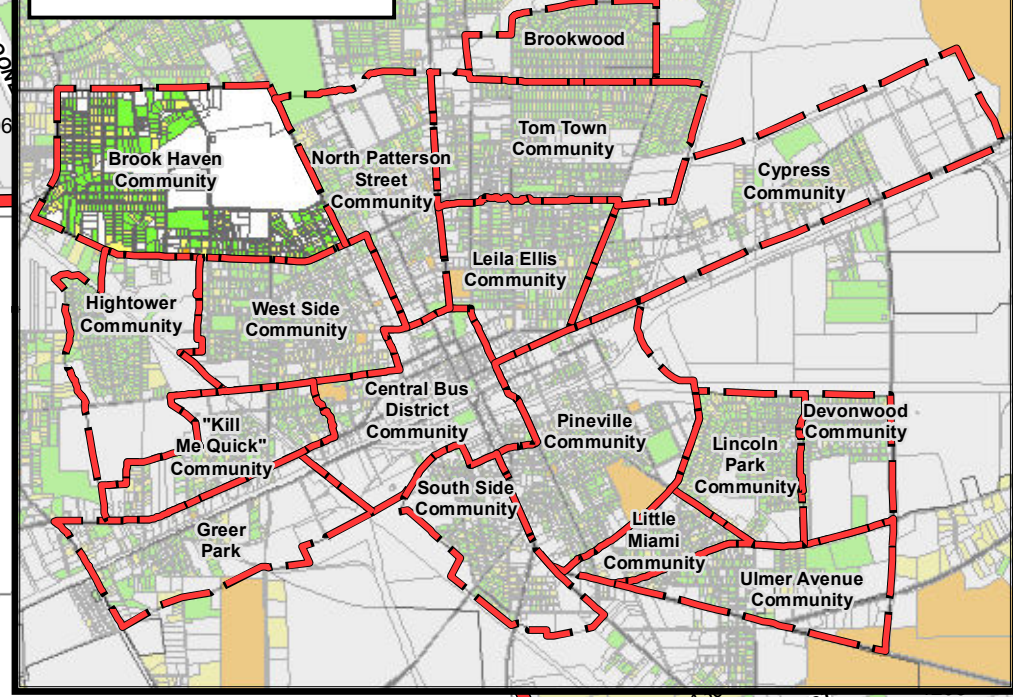 Brookwood
Tom Town
Community
Brook Haven
Community
North Patterson
Street
Community
Cypress
Community
Leila Ellis
Community
Hightower
Community
West Side
Community
Central Bus
District
Community
Devonwood
Community
"Kill
Me Quick"
Community
Pineville
Community
Lincoln
Park
Community
South Side
Community
Greer
Park
Little
Miami
Community
Ulmer Avenue
Community